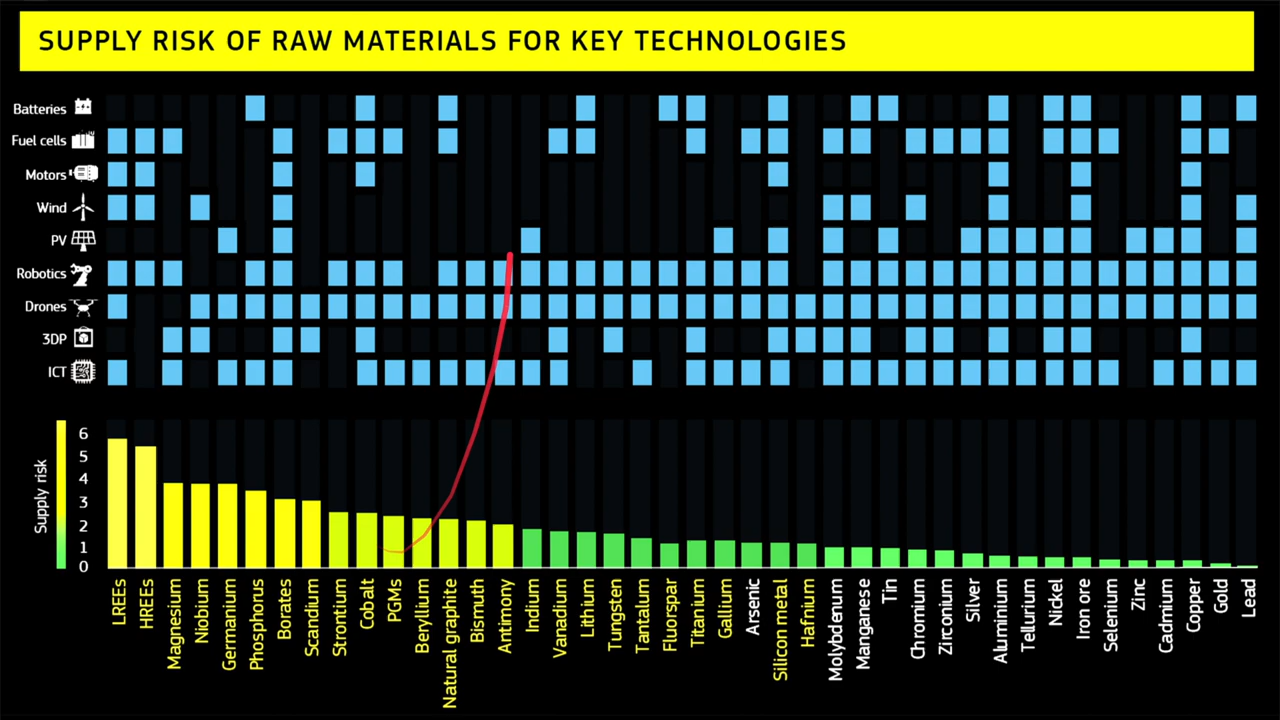 SUPPLY RISK OF RAW MATERIALS FOR KEY TECHNOLOGIES
Batteries
Fuel cells
Motors
Wind
PV
Robotics
Drones
3DP
ICT
Supply risk
6
5
4
3
2
1
0
LREEs
HREEs
Magnesium
Niobium
Germanium
Phosphorus
Borates
Scandium
Strontium
Cobalt
PGMs
Beryllium
Natural graphite
Bismuth
Antimony
Indium
Vanadium
Lithium
Tungsten
Tantalum
Fluorspar
Titanium
Gallium
Arsenic
Silicon metal
Hafnium
Molybdenum
Manganese
Tin
Chromium
Zirconium
Silver
Aluminium
Tellurium
Nickel
Iron ore
Selenium
Zinc
Cadmium
Copper
Gold
Lead